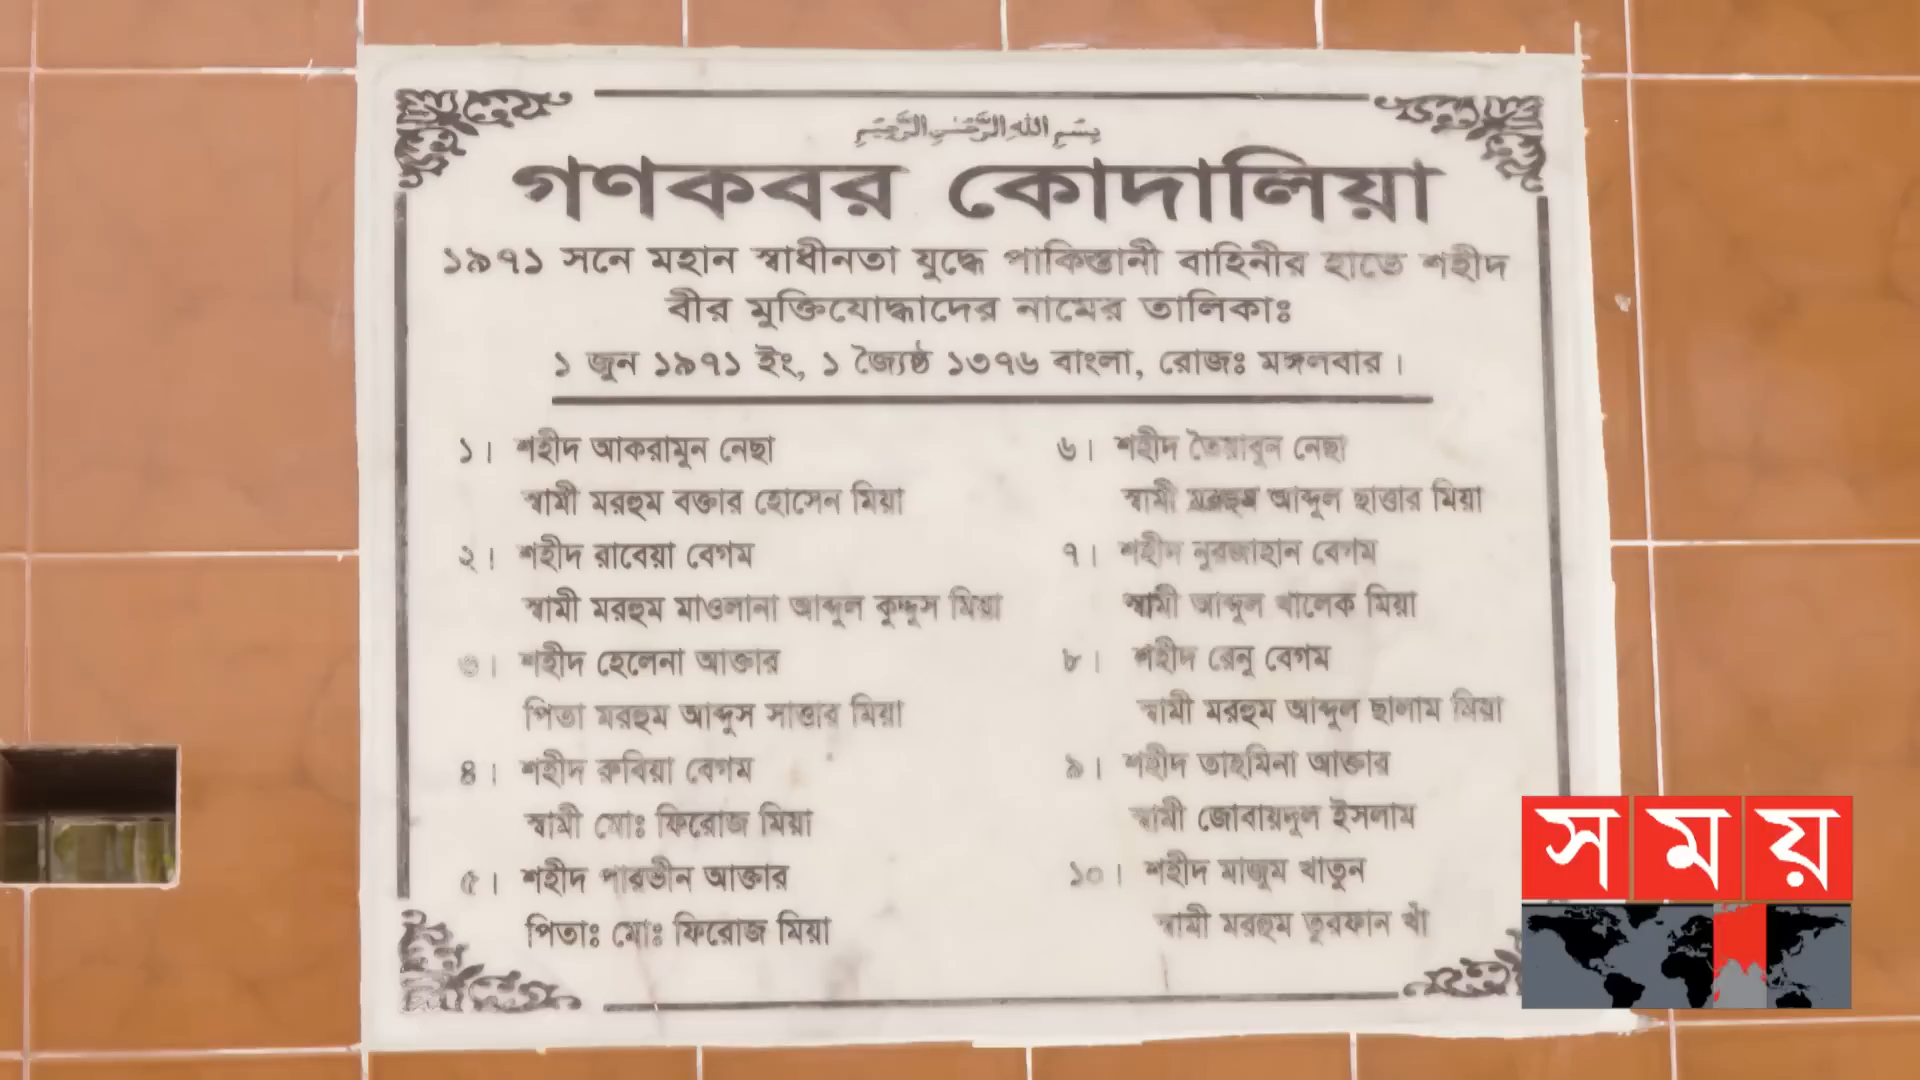 بسم الله الرحمن الرحيم
গণকবর কোদালিয়া
১৯৭১ সনে মহান স্বাধীনতা যুদ্ধে পাকিস্তানী বাহিনীর হাতে শহীদ
বীর মুক্তিযোদ্ধাদের নামের তালিকাঃ
১ জুন ১৯৭১ ইং, ১ জ্যৈষ্ঠ ১৩৭৬ বাংলা, রোজঃ মঙ্গলবার।
১। শহীদ আকরামুন নেছা
স্বামী মরহুম বক্তার হোসেন মিয়া
২। শহীদ রাবেয়া বেগম
স্বামী মরহুম মাওলানা আব্দুল কুদ্দুস মিয়া
৩। শহীদ হেলেনা আক্তার
পিতা মরহুম আব্দুস সাত্তার মিয়া
৪। শহীদ রুবিয়া বেগম
স্বামী মোঃ ফিরোজ মিয়া
৫। শহীদ পারভীন আক্তার
পিতাঃ মোঃ ফিরোজ মিয়া
৬। শহীদ তৈয়াবুন নেছা
স্বামী মরহুম আব্দুল ছাত্তার মিয়া
৭। শহীদ নুরজাহান বেগম
স্বামী আব্দুল খালেক মিয়া
৮। শহীদ রেনু বেগম
স্বামী মরহুম আব্দুল ছালাম মিয়া
৯। শহীদ তাহমিনা আক্তার
স্বামী জোবায়দুল ইসলাম
১০। শহীদ মাজুম খাতুন
স্বামী মরহুম তুরফান খাঁ
সময়